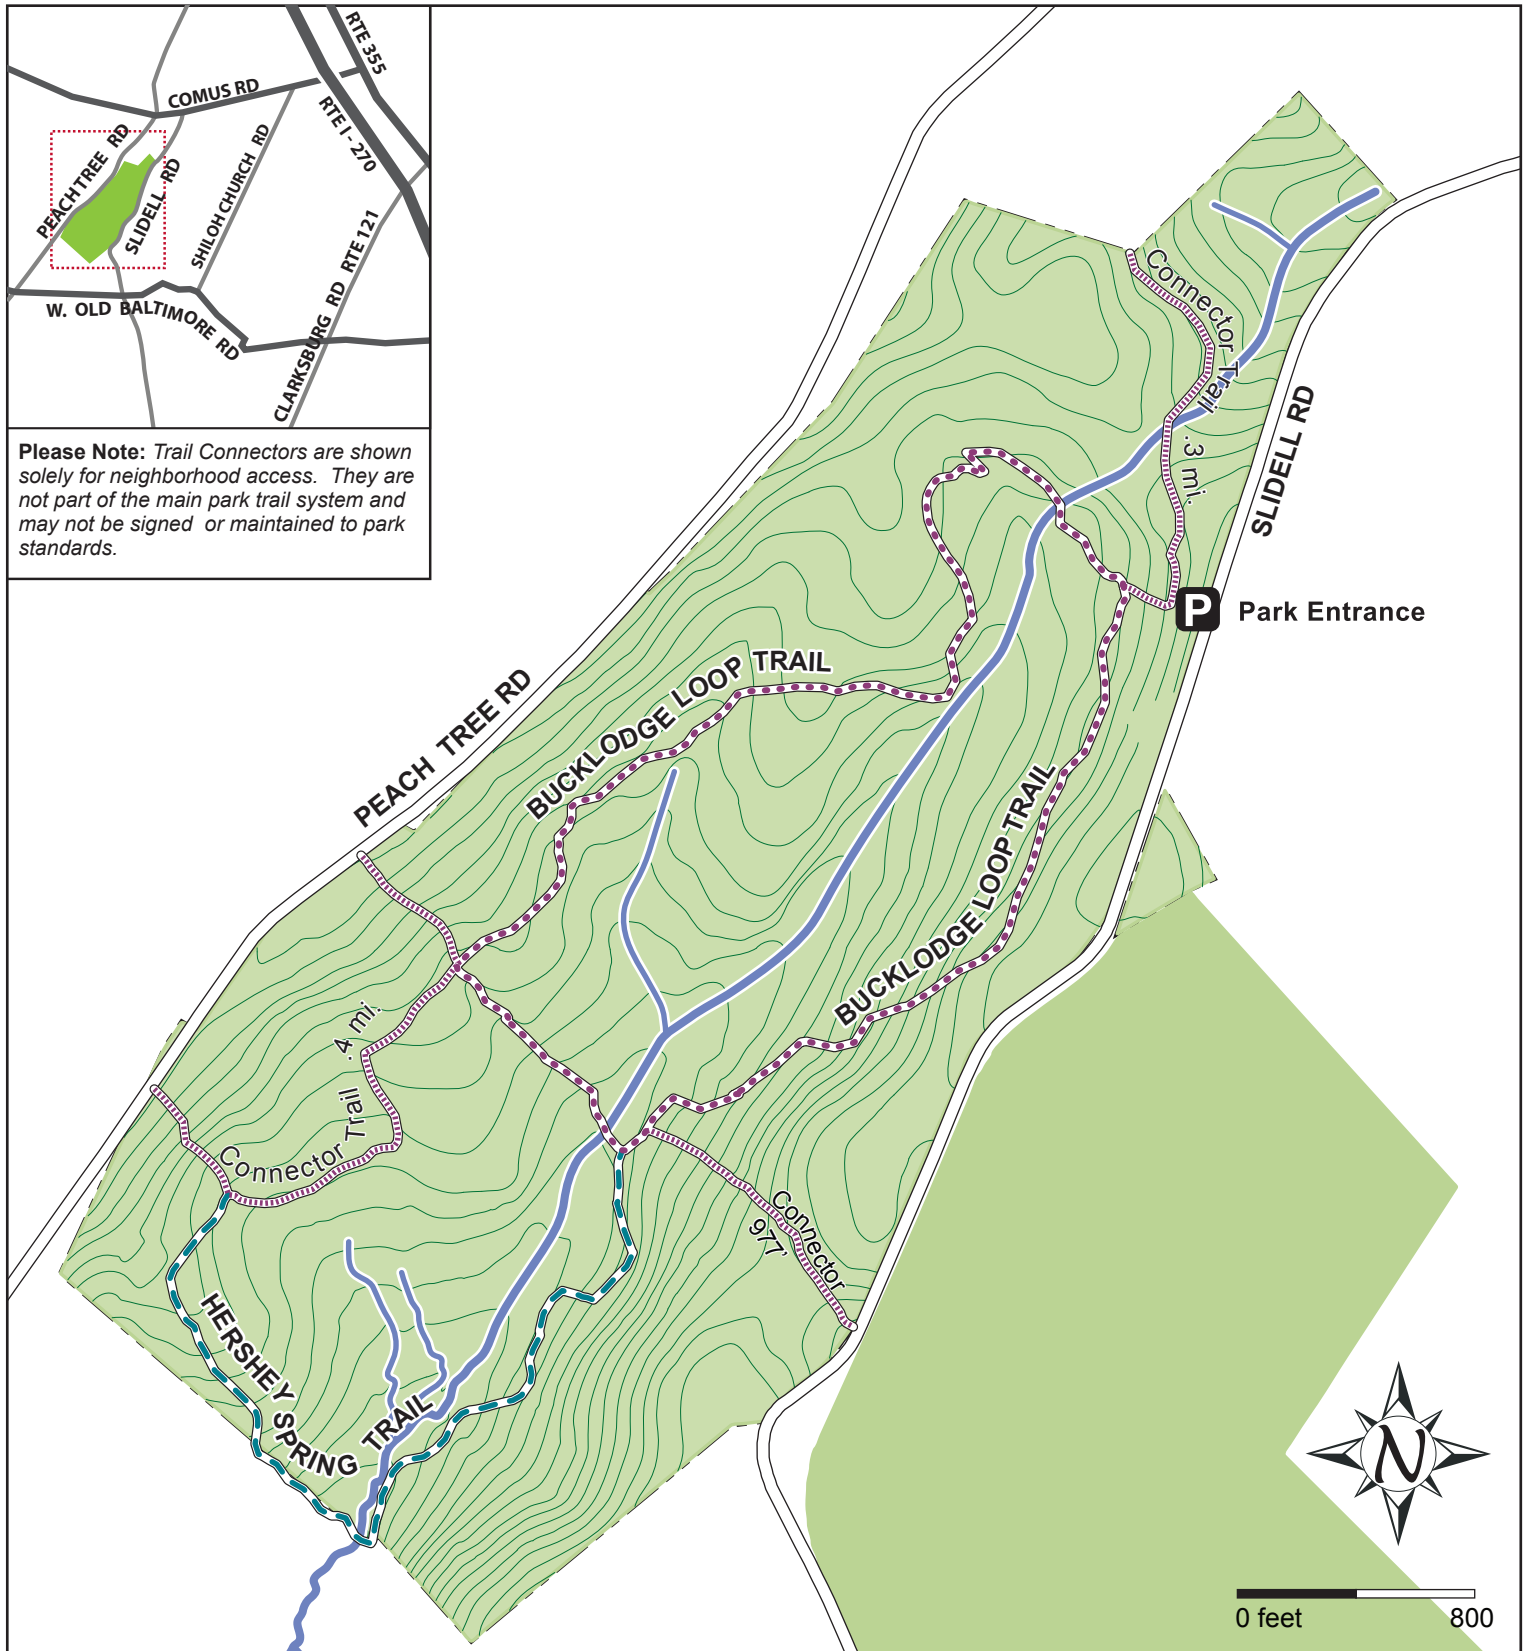 RTE 355
COMUS RD
RTE I - 270
PEACH TREE RD
SLIDELL RD
SHILOH CHURCH RD
CLARKSBURG RD RTE 121
W. OLD BALTIMORE RD
Please Note: Trail Connectors are shown
solely for neighborhood access. They are
not part of the main park trail system and
may not be signed or maintained to park
standards.
Connector Trail
.3 mi.
SLIDELL RD
P Park Entrance
PEACH TREE RD
BUCKLODGE LOOP TRAIL
BUCKLODGE LOOP TRAIL
.4 mi.
Connector Trail
Connector
977'
HERSHEY SPRING TRAIL
N
0 feet 800